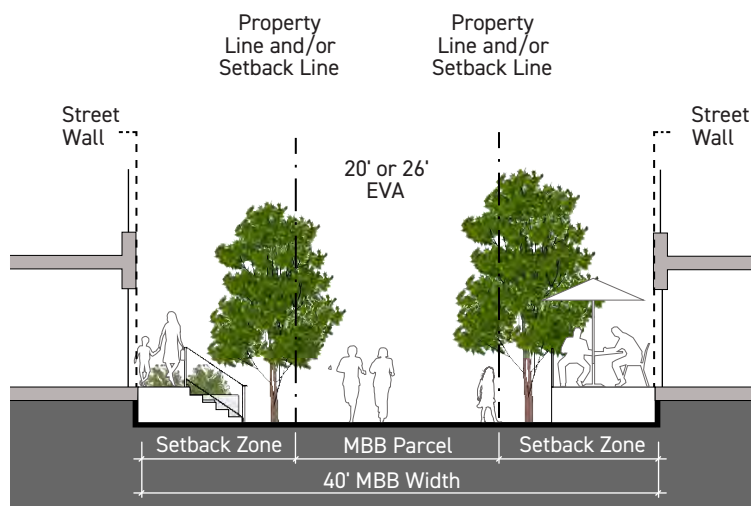 Property
Line and/or
Setback Line
Property
Line and/or
Setback Line
Street
Wall
Street
Wall
20' or 26'
EVA
Setback Zone
MBB Parcel
Setback Zone
40' MBB Width